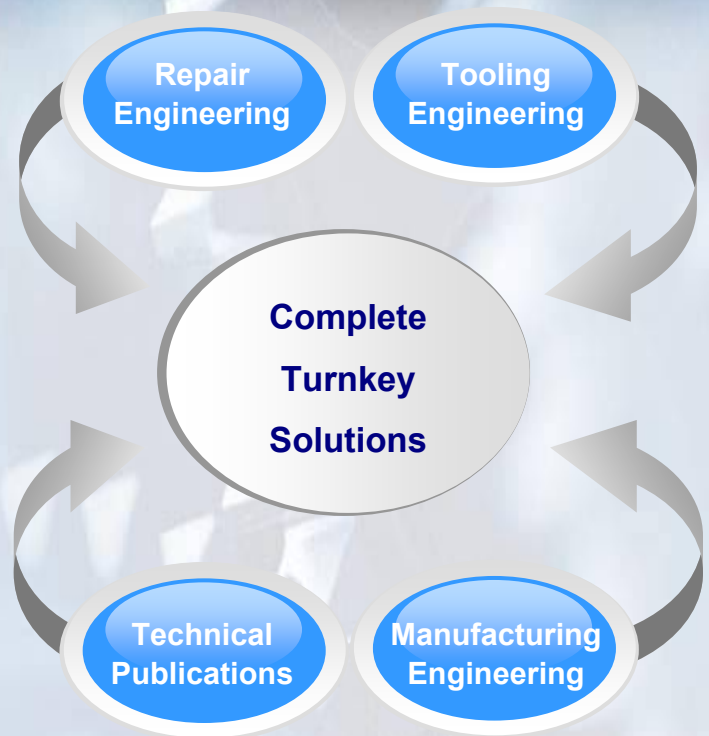 Repair
Engineering
Tooling
Engineering
Complete
Turnkey
Solutions
Technical
Publications
Manufacturing
Engineering